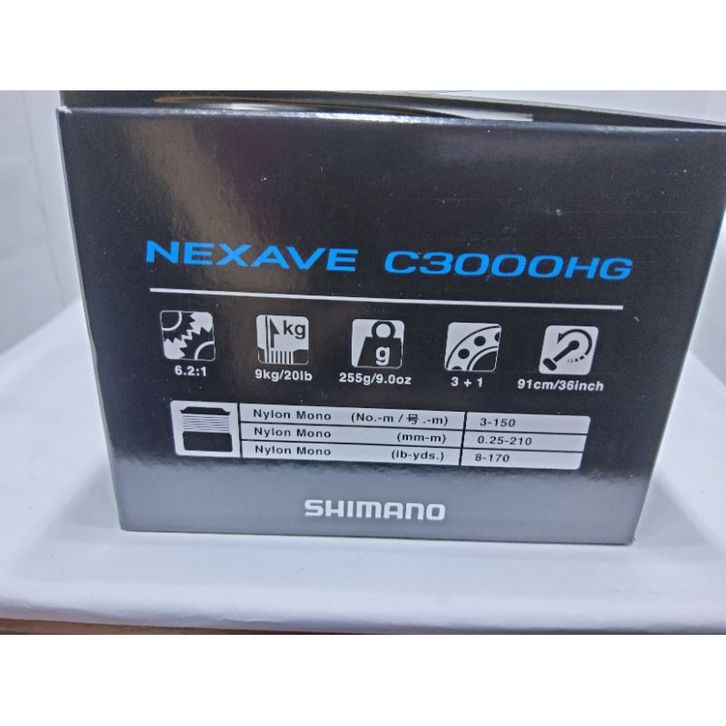 NEXAVE C3000HG
kg
g
6.2:1
9kg/20lb
255g/9.0oz
3 + 1
91cm/36inch
Nylon Mono (No.-m / 号.-m) 3-150
Nylon Mono (mm-m) 0.25-210
Nylon Mono (lb-yds.) 8-170
SHIMANO